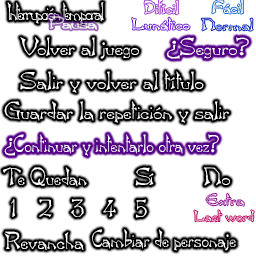 Interrupción temporal
Pausa
Difícil
Fácil
Lunático
Normal
Volver al juego
¿Seguro?
Salir y volver al título
Guardar la repetición y salir
¿Continuar y intentarlo otra vez?
Te Quedan
Sí
No
1 2 3 4 5
Extra
Last word
Revancha
Cambiar de personaje